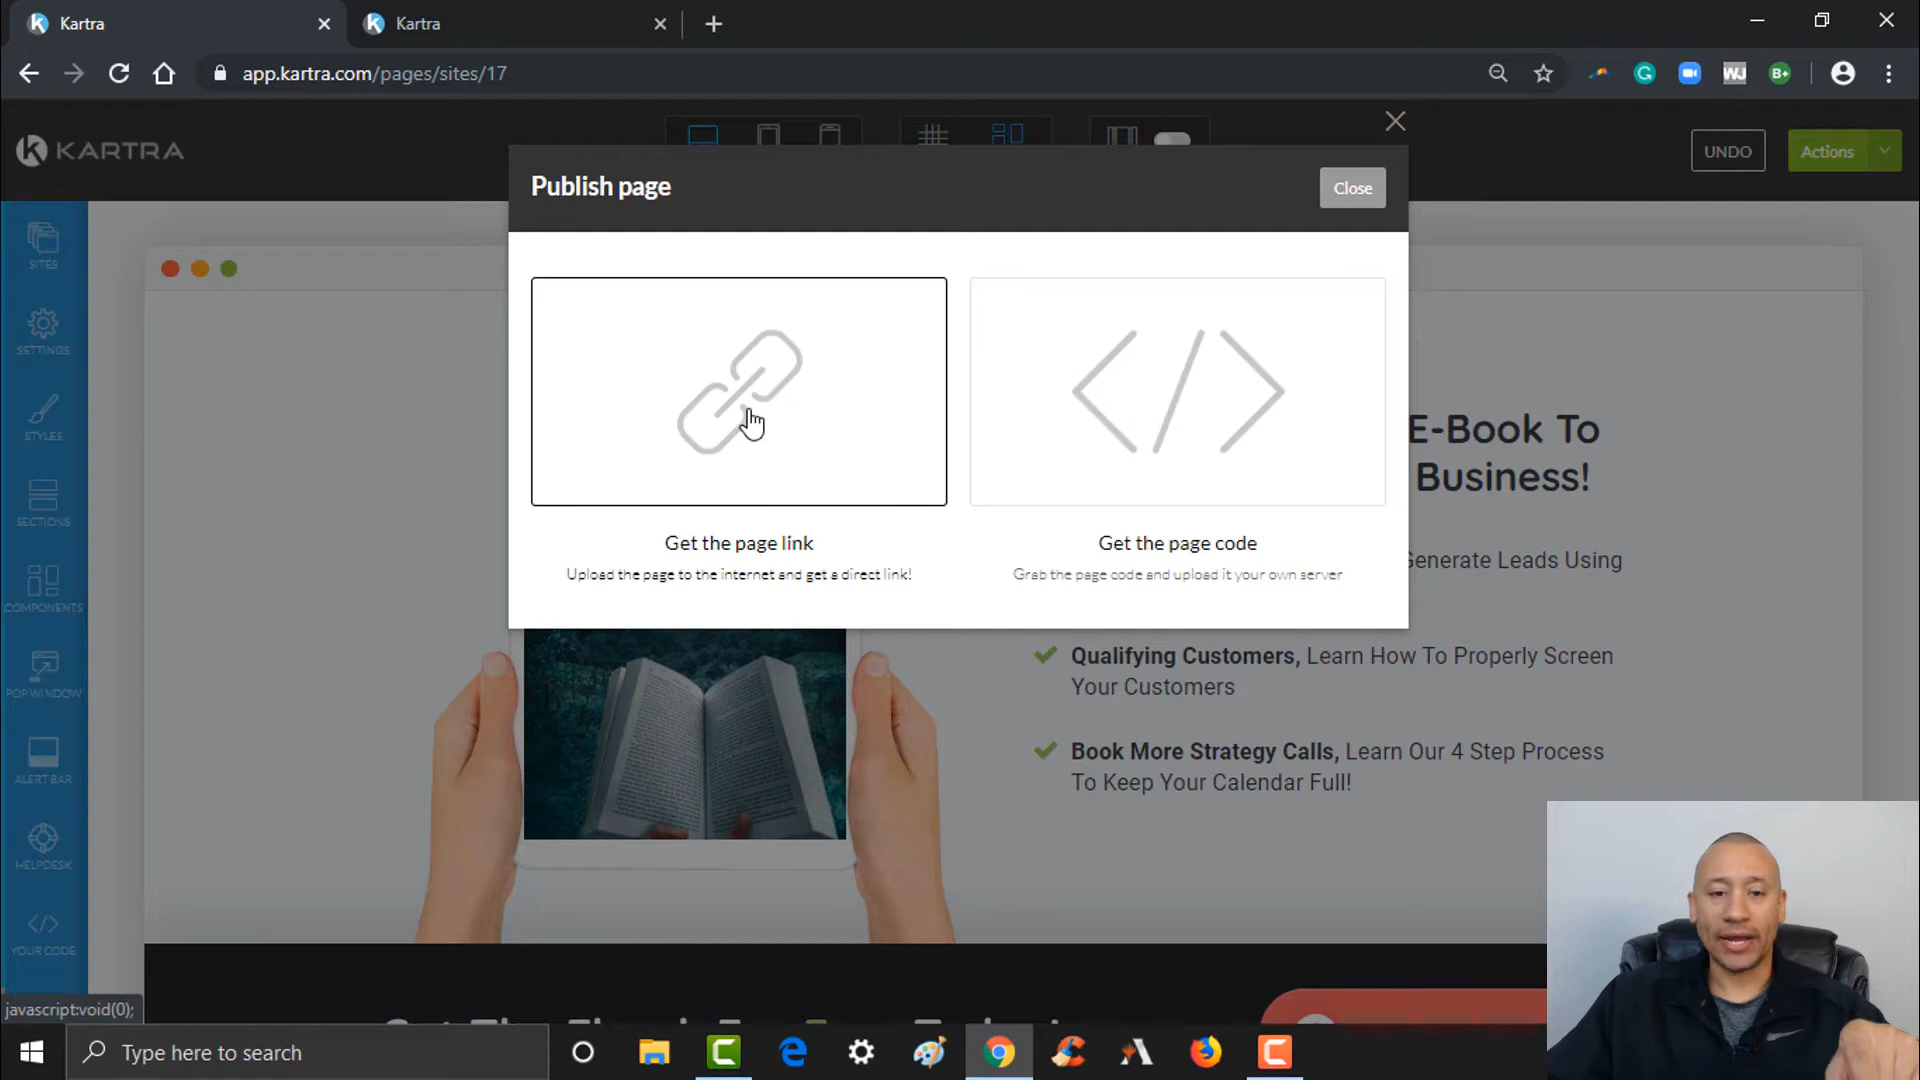 Kartra
Kartra
app.kartra.com/pages/sites/17
WJ
B+
KARTRA
UNDO
Actions
Publish page
Close
SITES
SETTINGS
STYLES
SECTIONS
COMPONENTS
POP WINDOW
ALERT BAR
HELPDESK
YOUR CODE
Get the page link
Upload the page to the internet and get a direct link!
Get the page code
Grab the page code and upload it your own server
E-Book To
Business!
Generate Leads Using
Qualifying Customers, Learn How To Properly Screen
Your Customers
Book More Strategy Calls, Learn Our 4 Step Process
To Keep Your Calendar Full!
javascript:void(0);
Type here to search